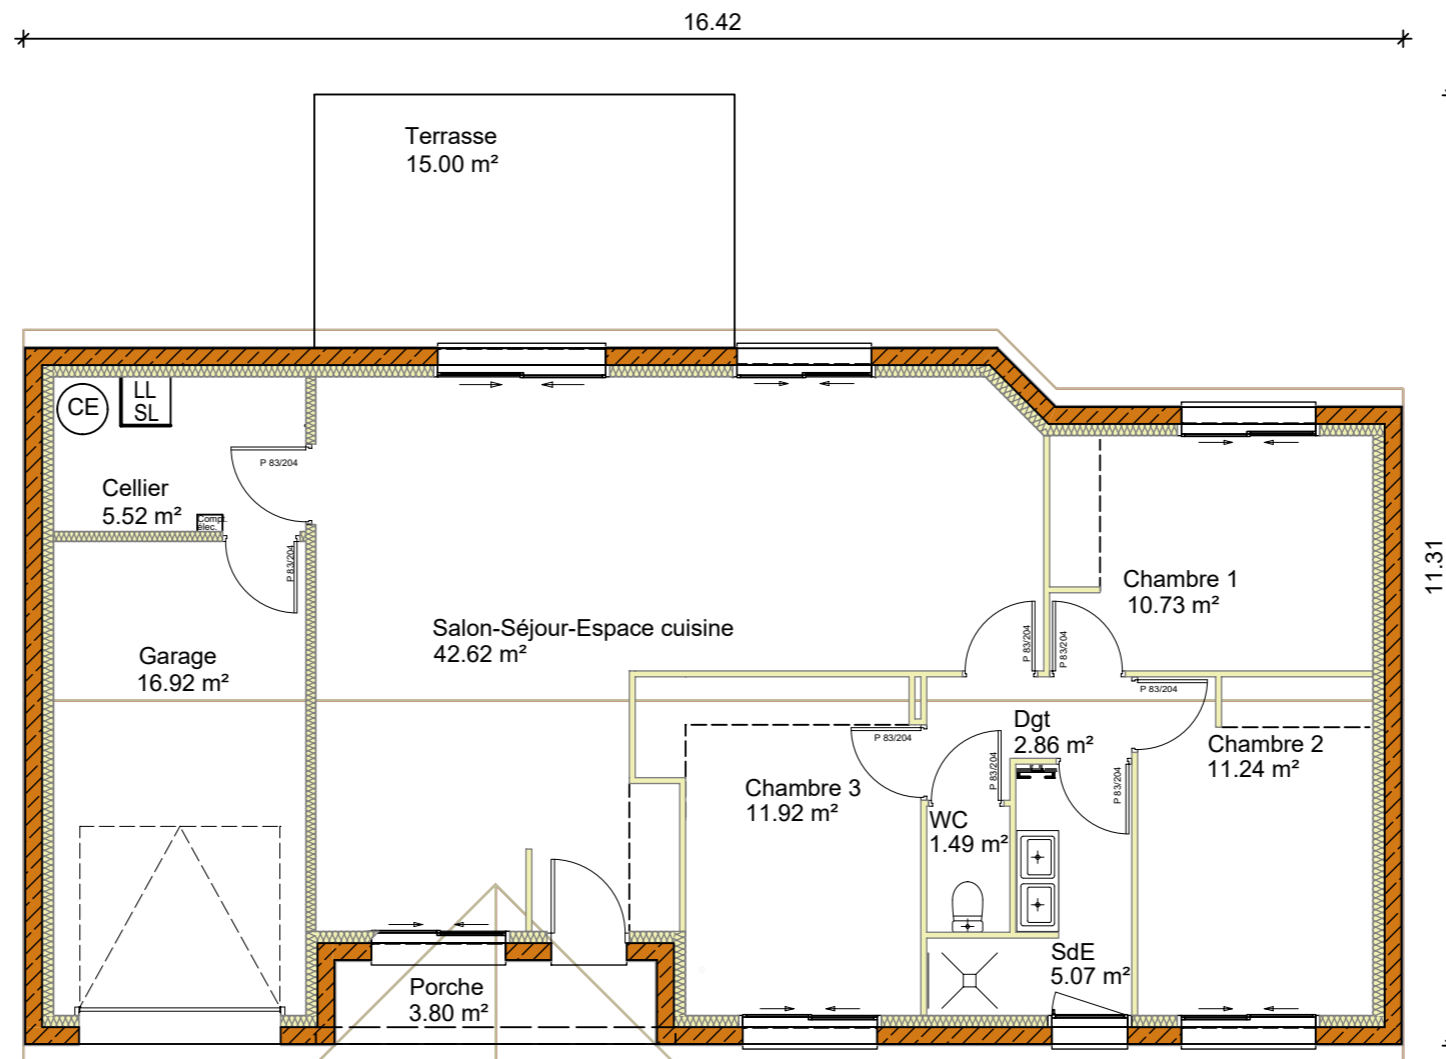 16.42
Terrasse
15.00 m²
11.31
CE
LL
SL
P 83/204
Cellier
5.52 m²
Compt.
élec.
P 83/204
Garage
16.92 m²
Salon-Séjour-Espace cuisine
42.62 m²
P 83/204
P 83/204
Chambre 1
10.73 m²
P 83/204
Dgt
2.86 m²
P 83/204
Chambre 2
11.24 m²
P 83/204
P 83/204
Chambre 3
11.92 m²
WC
1.49 m²
SdE
5.07 m²
Porche
3.80 m²